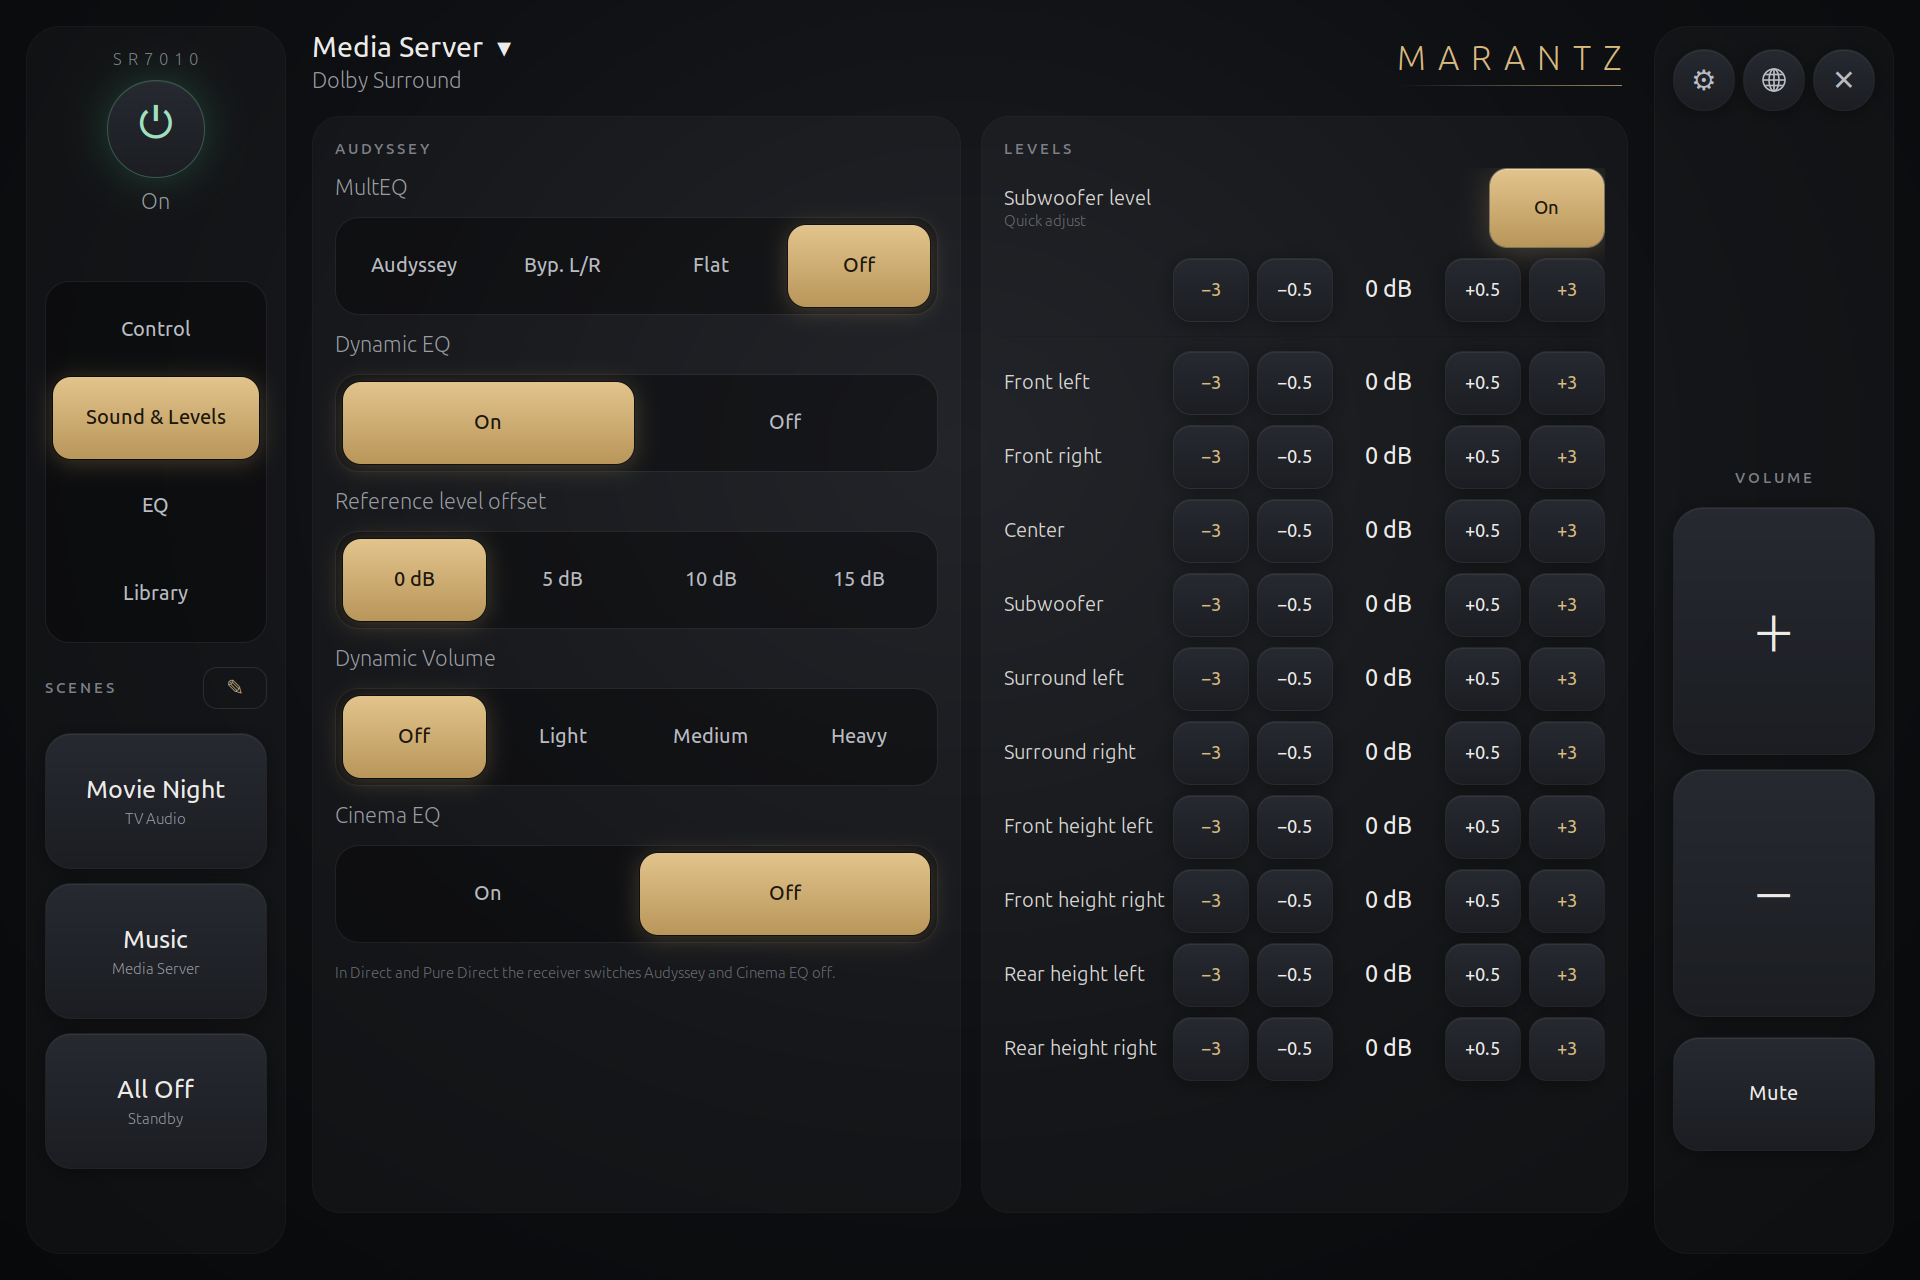 SR7010
On
Control
Sound & Levels
EQ
Library
SCENES
Movie Night
TV Audio
Music
Media Server
All Off
Standby
Media Server ▼
Dolby Surround
MARANTZ
AUDYSSEY
MultEQ
Audyssey Byp. L/R Flat Off
Dynamic EQ
On Off
Reference level offset
0 dB 5 dB 10 dB 15 dB
Dynamic Volume
Off Light Medium Heavy
Cinema EQ
On Off
In Direct and Pure Direct the receiver switches Audyssey and Cinema EQ off.
LEVELS
Subwoofer level
Quick adjust
On
−3 −0.5 0 dB +0.5 +3
Front left −3 −0.5 0 dB +0.5 +3
Front right −3 −0.5 0 dB +0.5 +3
Center −3 −0.5 0 dB +0.5 +3
Subwoofer −3 −0.5 0 dB +0.5 +3
Surround left −3 −0.5 0 dB +0.5 +3
Surround right −3 −0.5 0 dB +0.5 +3
Front height left −3 −0.5 0 dB +0.5 +3
Front height right −3 −0.5 0 dB +0.5 +3
Rear height left −3 −0.5 0 dB +0.5 +3
Rear height right −3 −0.5 0 dB +0.5 +3
VOLUME
+
−
Mute